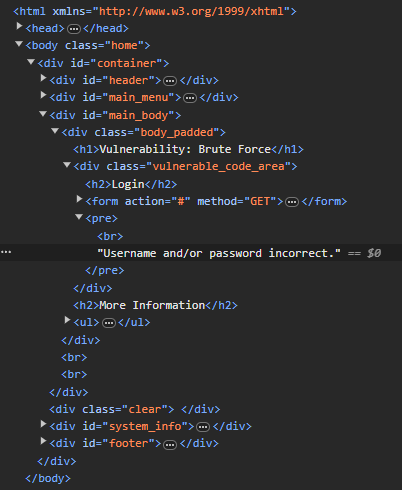 <html xmlns="http://www.w3.org/1999/xhtml">
<head>⋯</head>
<body class="home">
<div id="container">
<div id="header">⋯</div>
<div id="main_menu">⋯</div>
<div id="main_body">
<div class="body_padded">
<h1>Vulnerability: Brute Force</h1>
<div class="vulnerable_code_area">
<h2>Login</h2>
<form action="#" method="GET">⋯</form>
<pre>
<br>
⋯ "Username and/or password incorrect." == $0
</pre>
</div>
<h2>More Information</h2>
<ul>⋯</ul>
</div>
<br>
<br>
</div>
<div class="clear"> </div>
<div id="system_info">⋯</div>
<div id="footer">⋯</div>
</div>
</body>